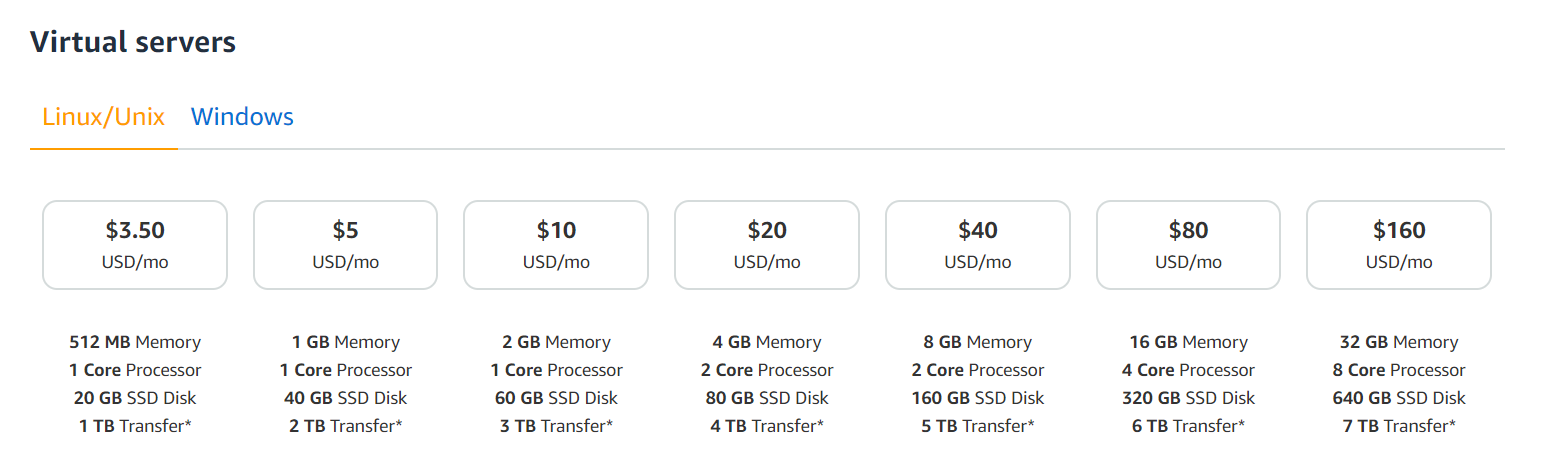 Virtual servers
Linux/Unix Windows
$3.50 $5 $10 $20 $40 $80 $160
USD/mo USD/mo USD/mo USD/mo USD/mo USD/mo USD/mo
512 MB Memory 1 GB Memory 2 GB Memory 4 GB Memory 8 GB Memory 16 GB Memory 32 GB Memory
1 Core Processor 1 Core Processor 1 Core Processor 2 Core Processor 2 Core Processor 4 Core Processor 8 Core Processor
20 GB SSD Disk 40 GB SSD Disk 60 GB SSD Disk 80 GB SSD Disk 160 GB SSD Disk 320 GB SSD Disk 640 GB SSD Disk
1 TB Transfer* 2 TB Transfer* 3 TB Transfer* 4 TB Transfer* 5 TB Transfer* 6 TB Transfer* 7 TB Transfer*